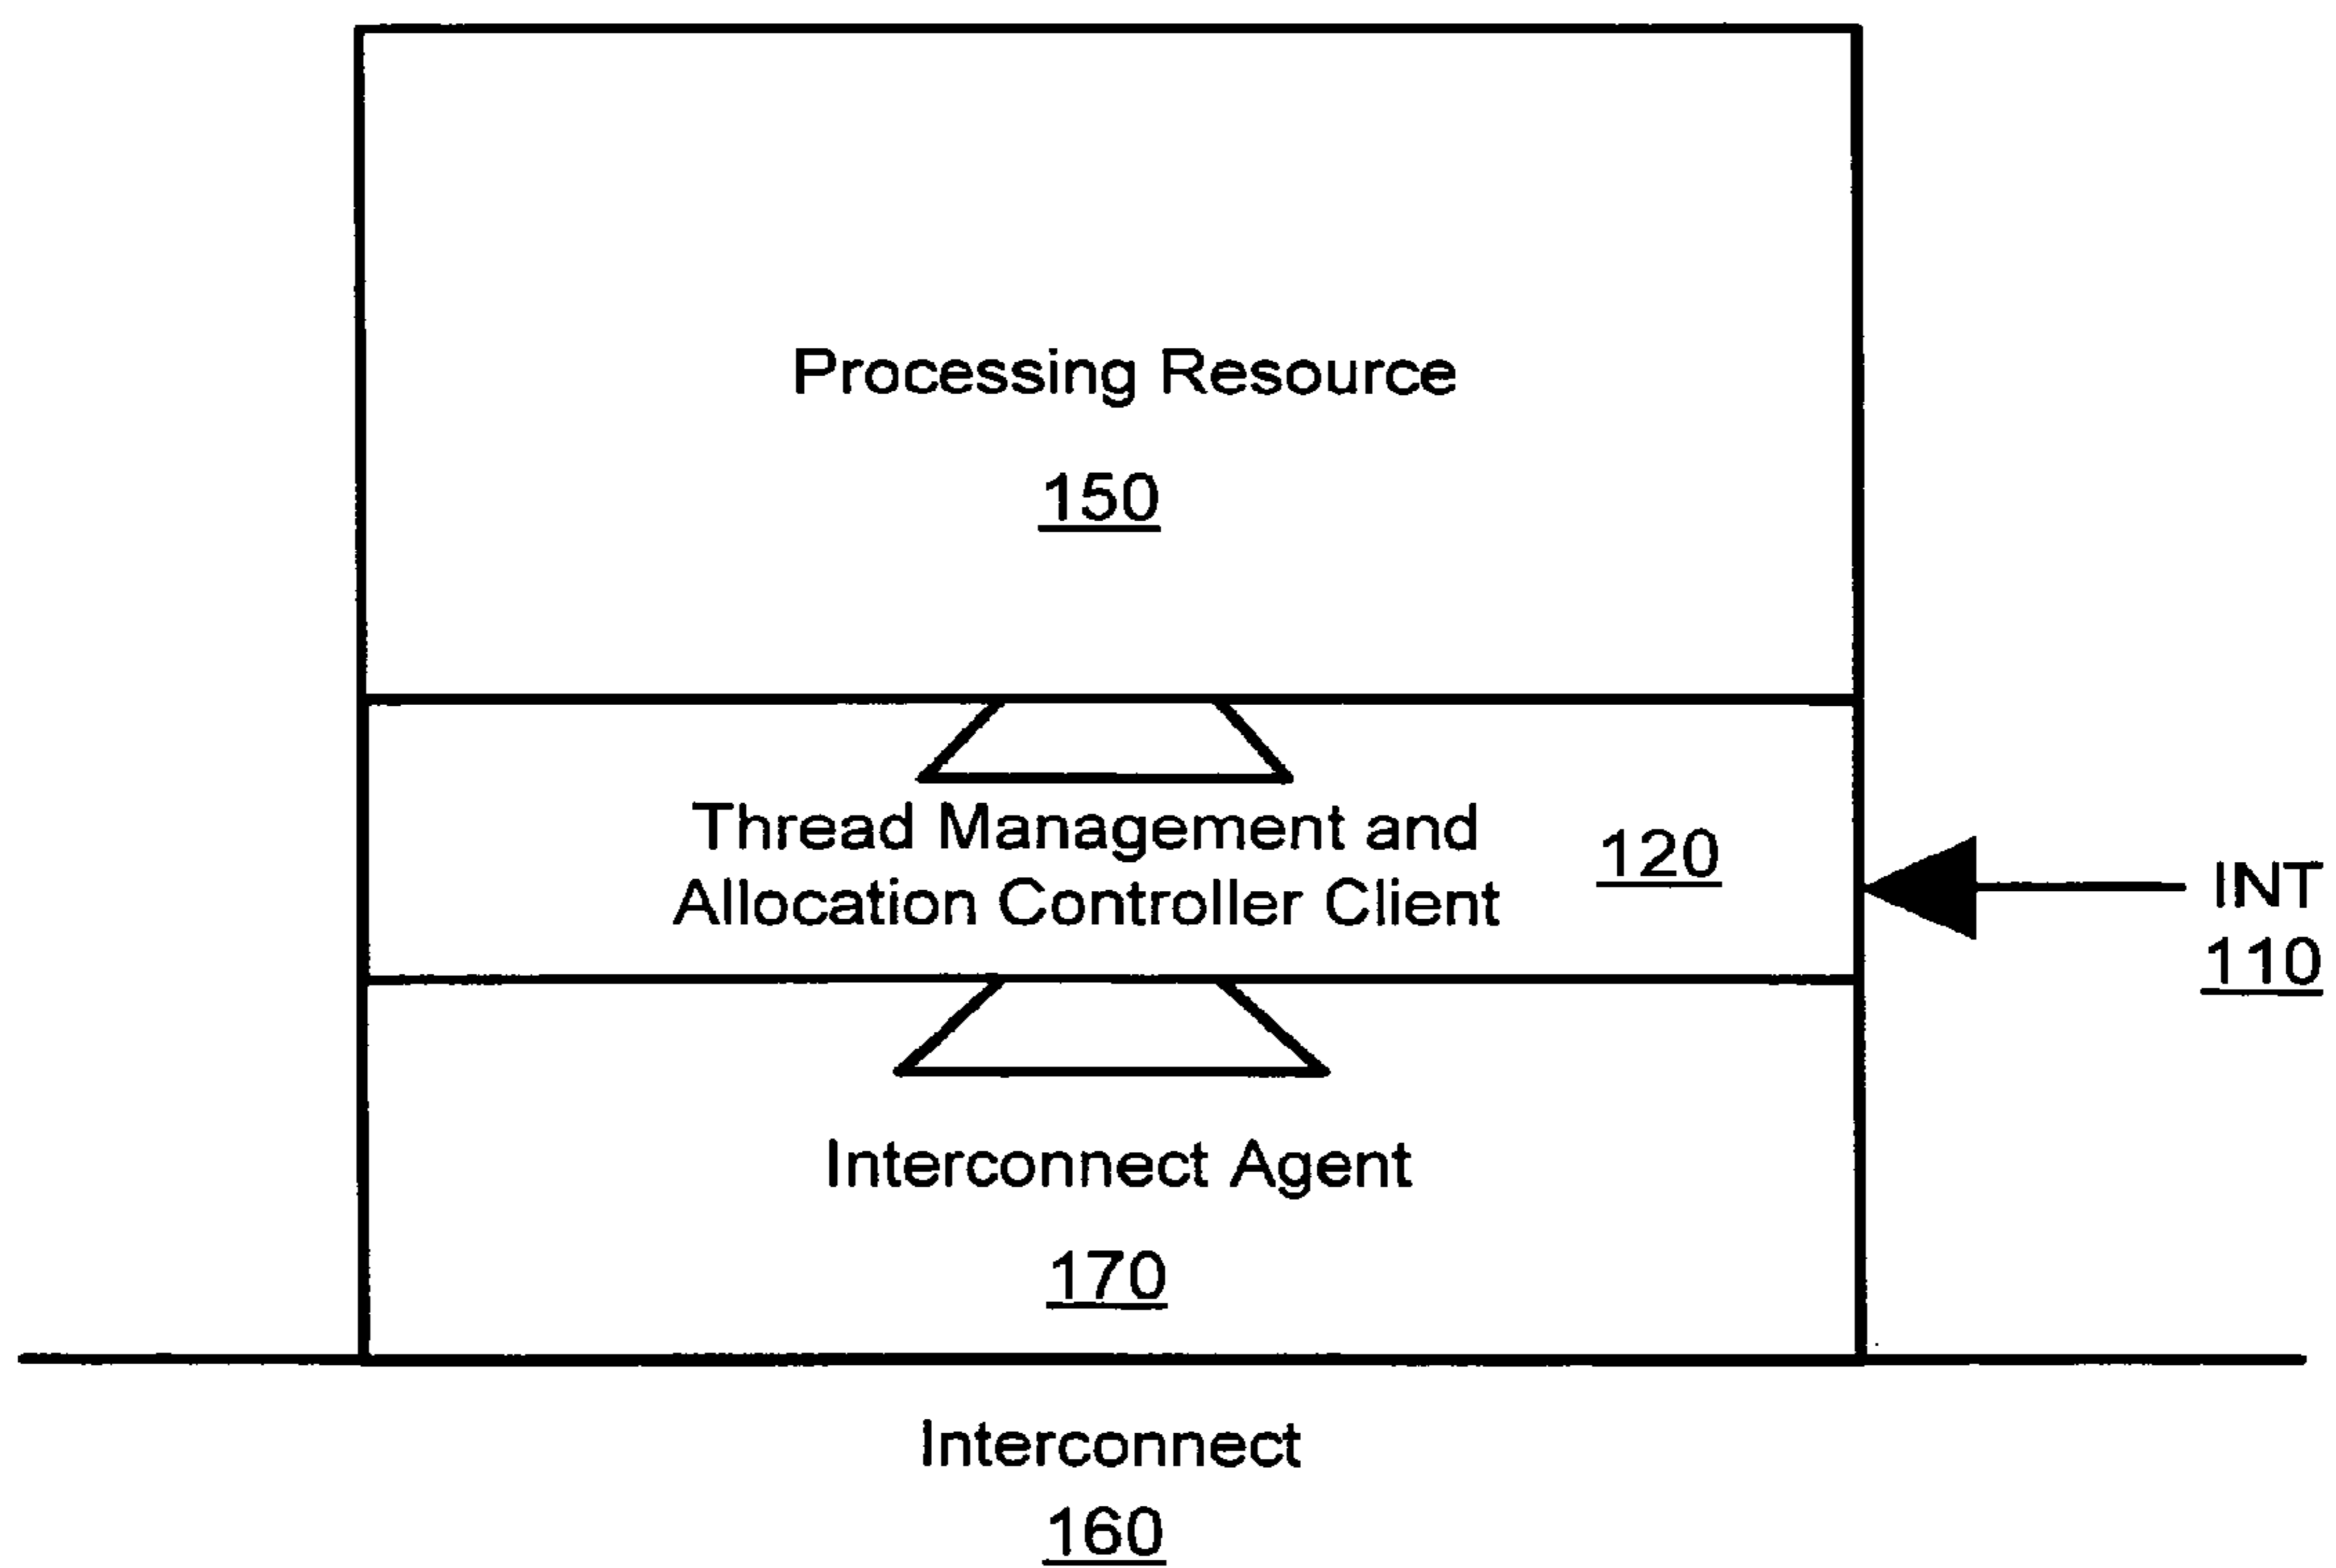 Processing Resource
150
Thread Management and
Allocation Controller Client
120
INT
110
Interconnect Agent
170
Interconnect
160